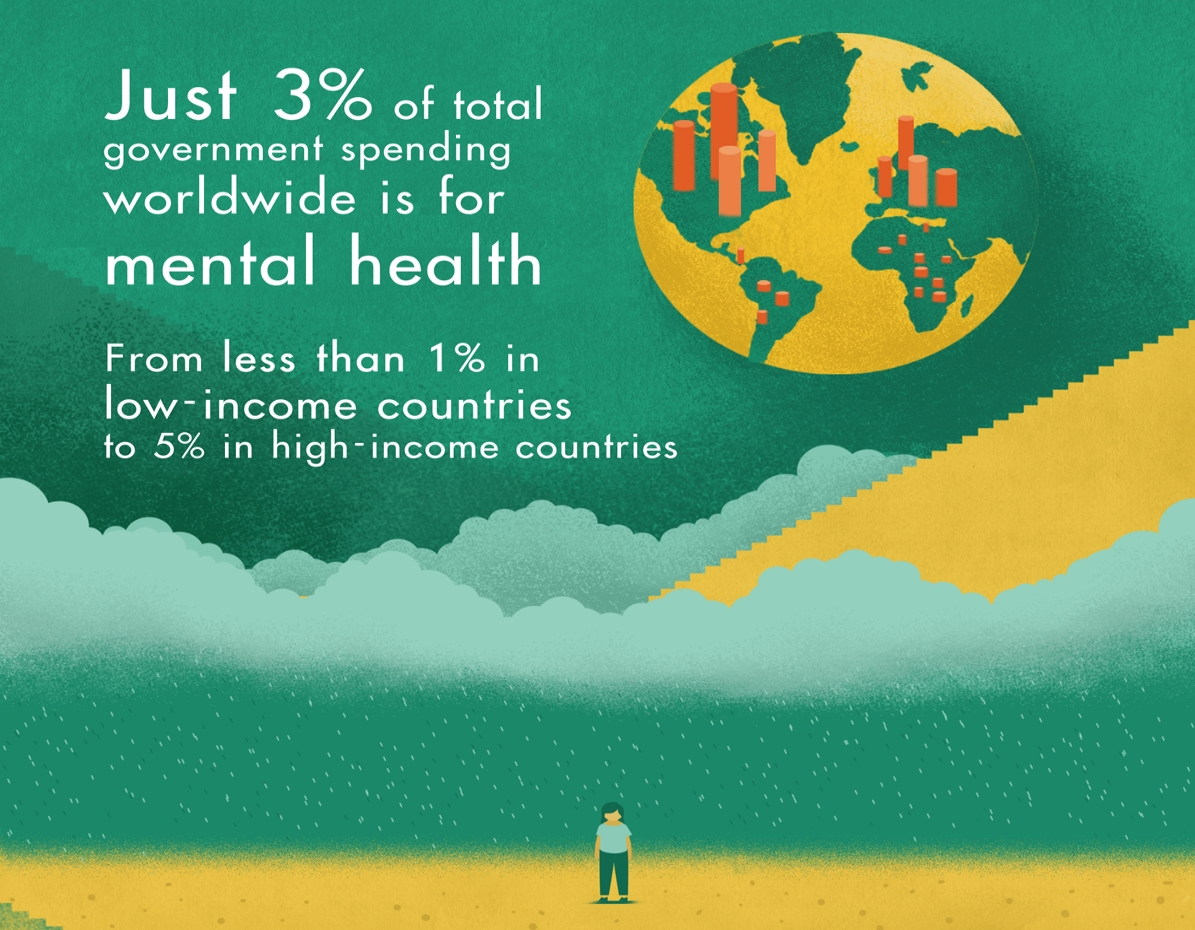 Just 3% of total
government spending
worldwide is for
mental health
From less than 1% in
low-income countries
to 5% in high-income countries